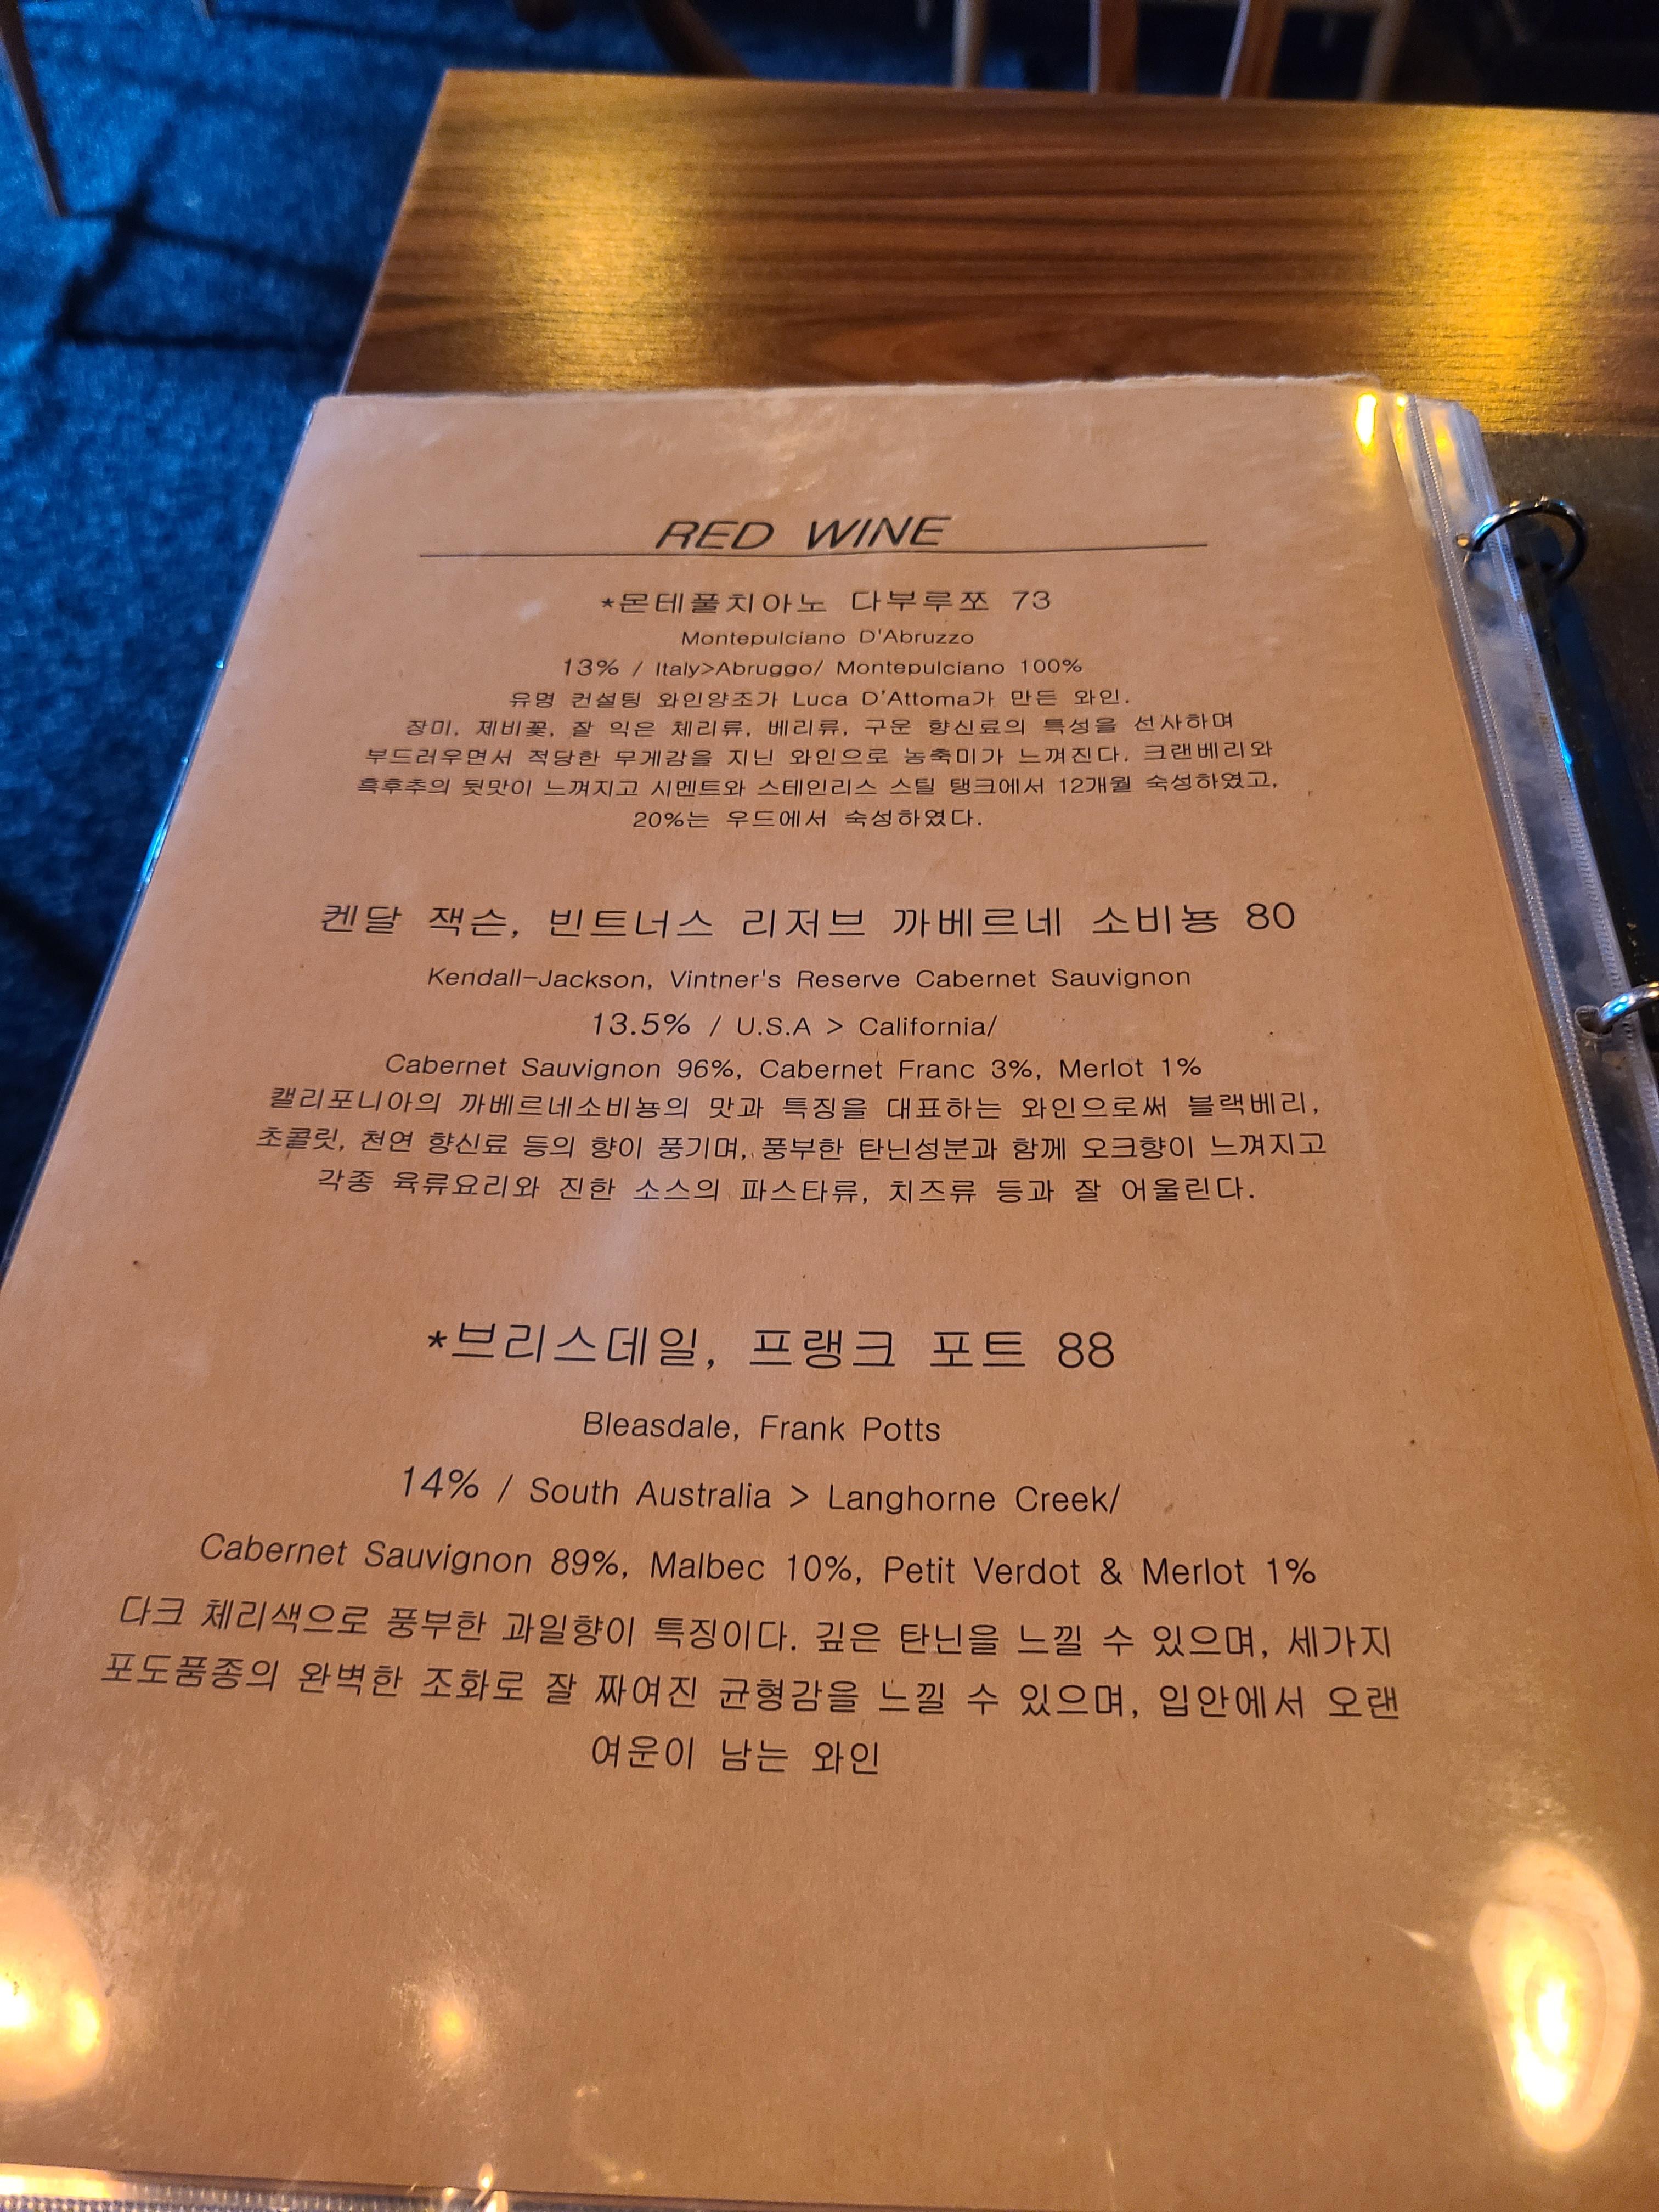 RED WINE
*몬테풀치아노 다부루쪼 73
Montepulciano D'Abruzzo
13% / Italy>Abruggo/ Montepulciano 100%
유명 컨설팅 와인양조가 Luca D'Attoma가 만든 와인.
장미, 제비꽃, 잘 익은 체리류, 베리류, 구운 향신료의 특성을 선사하며
부드러우면서 적당한 무게감을 지닌 와인으로 농축미가 느껴진다. 크랜베리와
흑후추의 뒷맛이 느껴지고 시멘트와 스테인리스 스틸 탱크에서 12개월 숙성하였고,
20%는 우드에서 숙성하였다.
켄달 잭슨, 빈트너스 리저브 까베르네 소비뇽 80
Kendall-Jackson, Vintner's Reserve Cabernet Sauvignon
13.5% / U.S.A > California/
Cabernet Sauvignon 96%, Cabernet Franc 3%, Merlot 1%
캘리포니아의 까베르네소비뇽의 맛과 특징을 대표하는 와인으로써 블랙베리,
초콜릿, 천연 향신료 등의 향이 풍기며, 풍부한 탄닌성분과 함께 오크향이 느껴지고
각종 육류요리와 진한 소스의 파스타류, 치즈류 등과 잘 어울린다.
*브리스데일, 프랭크 포트 88
Bleasdale, Frank Potts
14% / South Australia > Langhorne Creek/
Cabernet Sauvignon 89%, Malbec 10%, Petit Verdot & Merlot 1%
다크 체리색으로 풍부한 과일향이 특징이다. 깊은 탄닌을 느낄 수 있으며, 세가지
포도품종의 완벽한 조화로 잘 짜여진 균형감을 느낄 수 있으며, 입안에서 오랜
여운이 남는 와인